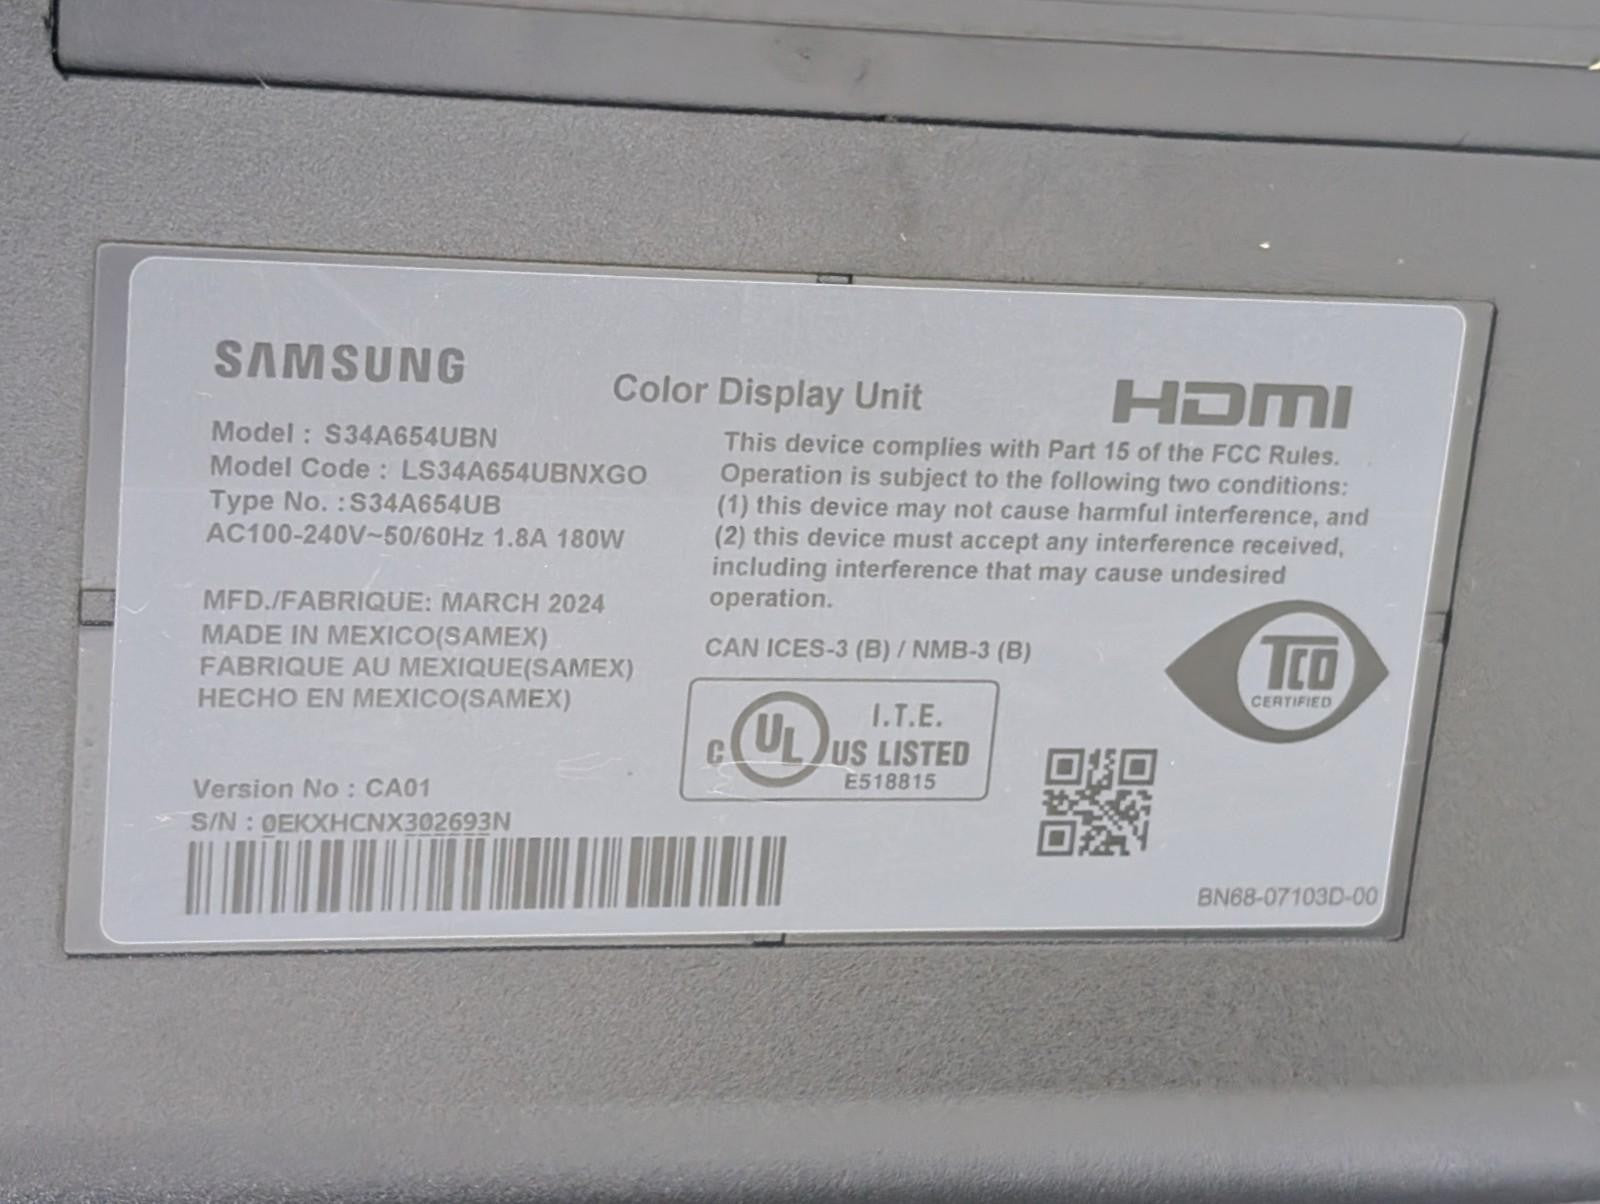 SAMSUNG
Color Display Unit
HDMI
Model : S34A654UBN
Model Code : LS34A654UBNXGO
Type No. :S34A654UB
AC100-240V~50/60Hz 1.8A 180W
MFD./FABRIQUE: MARCH 2024
MADE IN MEXICO(SAMEX)
FABRIQUE AU MEXIQUE(SAMEX)
HECHO EN MEXICO(SAMEX)
Version No : CA01
S/N : 0EKXHCNX302693N
This device complies with Part 15 of the FCC Rules.
Operation is subject to the following two conditions:
(1) this device may not cause harmful interference, and
(2) this device must accept any interference received,
including interference that may cause undesired
operation.
CAN ICES-3 (B) / NMB-3 (B)
C UL US LISTED
I.T.E.
E518815
TCO
CERTIFIED
BN68-07103D-00